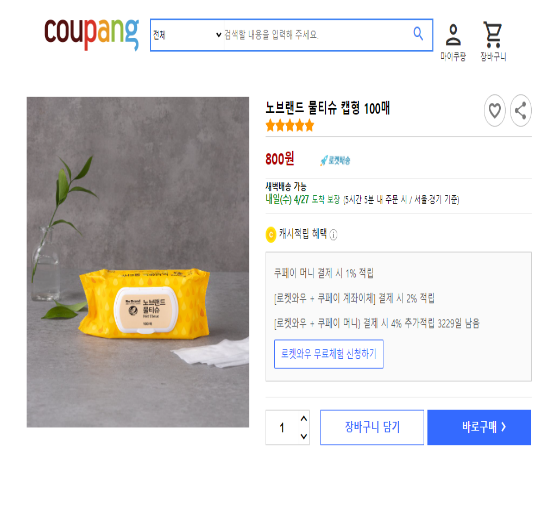 coupang
전체
검색할 내용을 입력해 주세요.
마이쿠팡
장바구니
노브랜드 물티슈 캡형 100매
800원
로켓배송
새벽배송 가능
내일(수) 4/27 도착 보장 (5시간 5분 내 주문 시 / 서울·경기 기준)
캐시적립 혜택
쿠페이 머니 결제 시 1% 적립
[로켓와우 + 쿠페이 계좌이체] 결제 시 2% 적립
[로켓와우 + 쿠페이 머니) 결제 시 4% 추가적립 3229일 남음
로켓와우 무료체험 신청하기
1
장바구니 담기
바로구매
No Brand
노브랜드
물티슈